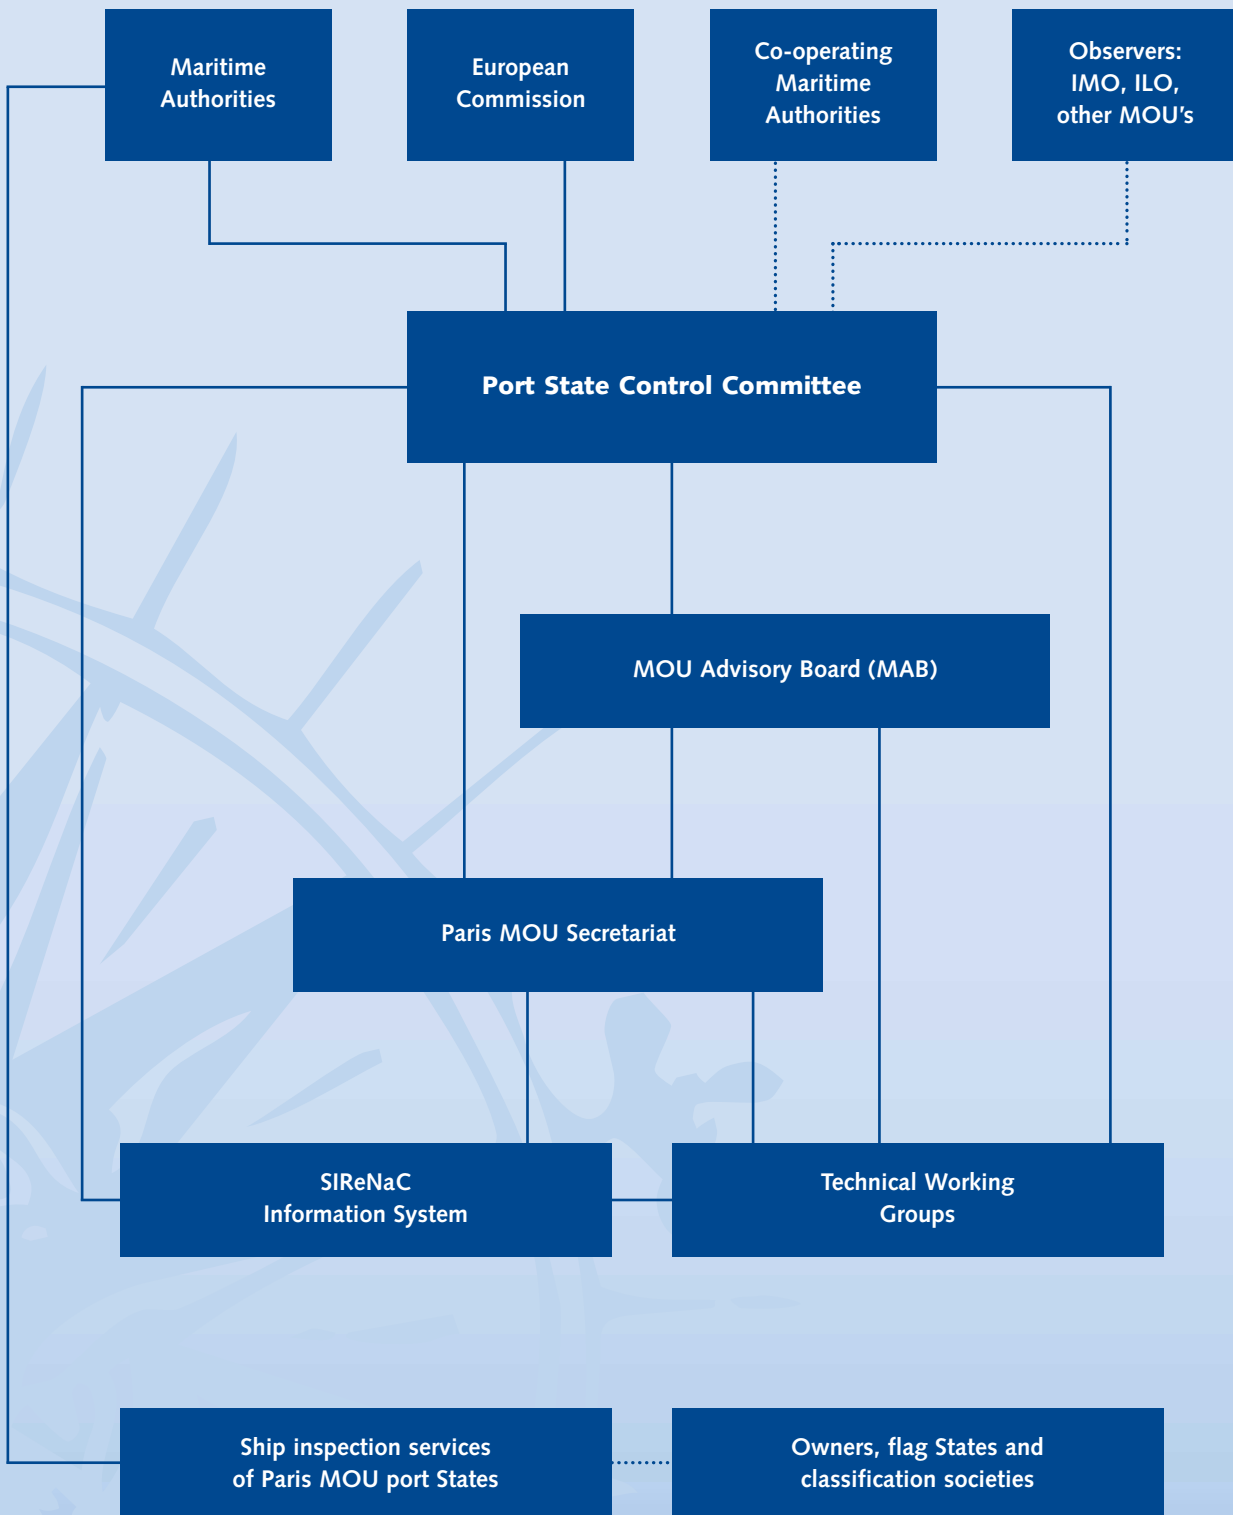 Maritime
Authorities
European
Commission
Co-operating
Maritime
Authorities
Observers:
IMO, ILO,
other MOU's
Port State Control Committee
MOU Advisory Board (MAB)
Paris MOU Secretariat
SIReNaC
Information System
Technical Working
Groups
Ship inspection services
of Paris MOU port States
Owners, flag States and
classification societies